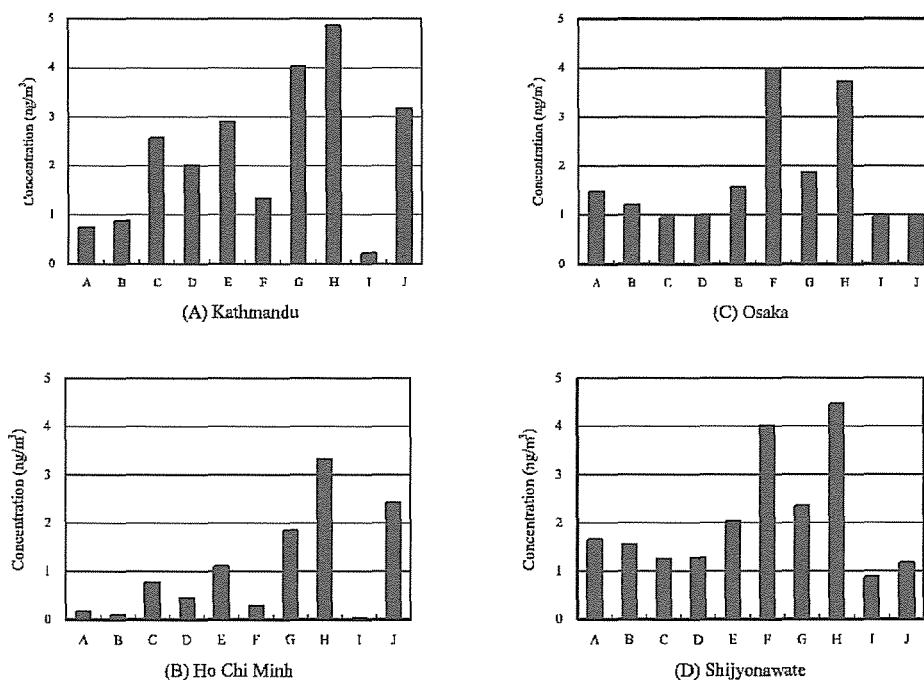 Concentration (ng/m³)
5
4
3
2
1
0
A B C D E F G H I J
(A) Kathmandu
Concentration (ng/m³)
5
4
3
2
1
0
A B C D E F G H I J
(C) Osaka
Concentration (ng/m³)
5
4
3
2
1
0
A B C D E F G H I J
(B) Ho Chi Minh
Concentration (ng/m³)
5
4
3
2
1
0
A B C D E F G H I J
(D) Shijyonawate